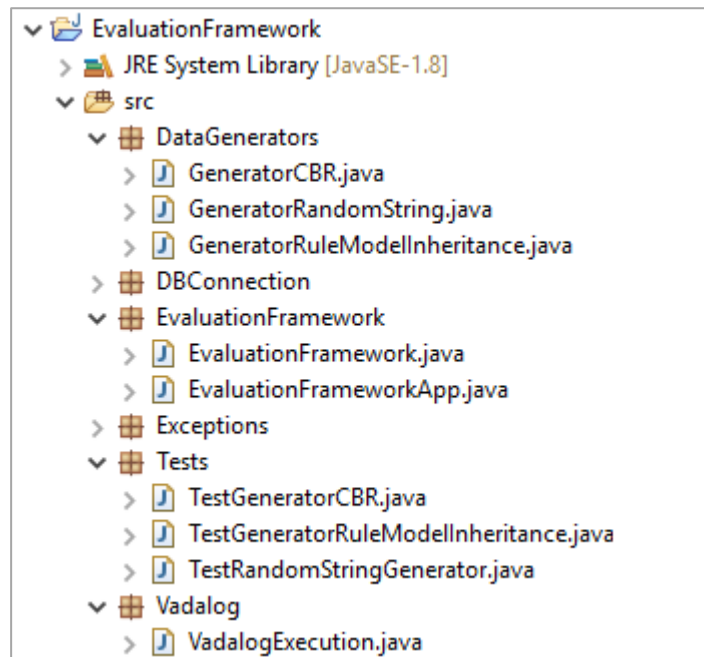 EvaluationFramework
JRE System Library [JavaSE-1.8]
src
DataGenerators
GeneratorCBR.java
GeneratorRandomString.java
GeneratorRuleModelInheritance.java
DBConnection
EvaluationFramework
EvaluationFramework.java
EvaluationFrameworkApp.java
Exceptions
Tests
TestGeneratorCBR.java
TestGeneratorRuleModelInheritance.java
TestRandomStringGenerator.java
Vadalog
VadalogExecution.java